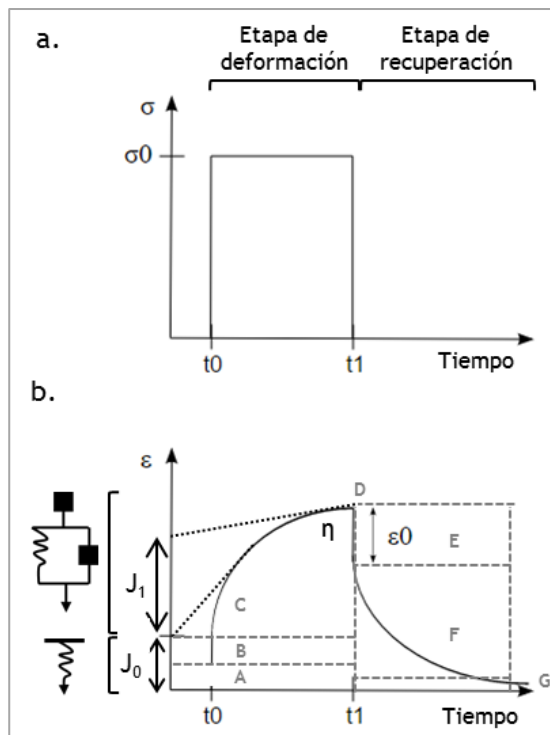 a.
Etapa de
deformación
Etapa de
recuperación
σ
σ0
t0
t1
Tiempo
b.
ε
D
η
ε0
E
J1
C
B
F
J0
A
G
t0
t1
Tiempo